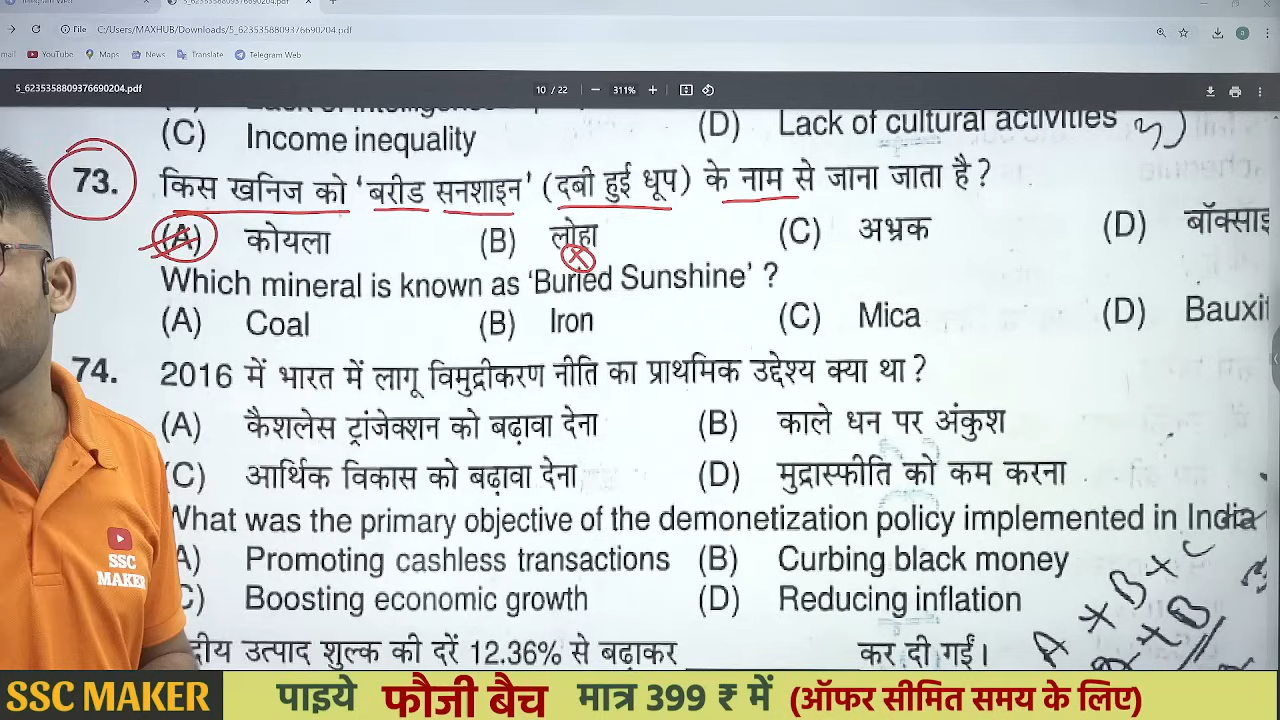 5_6235358809376690204.pdf
File C:/Users/MAXHUB/Downloads/5_6235358809376690204.pdf
mail YouTube Maps News Translate Telegram Web
5_6235358809376690204.pdf 10 / 22 311%
(C) Income inequality (D) Lack of cultural activities
73. किस खनिज को ‘बरीड सनशाइन’ (दबी हुई धूप) के नाम से जाना जाता है ?
(A) कोयला (B) लोहा (C) अभ्रक (D) बॉक्साइ
Which mineral is known as ‘Buried Sunshine’ ?
(A) Coal (B) Iron (C) Mica (D) Bauxit
74. 2016 में भारत में लागू विमुद्रीकरण नीति का प्राथमिक उद्देश्य क्या था ?
(A) कैशलेस ट्रांजेक्शन को बढ़ावा देना (B) काले धन पर अंकुश
(C) आर्थिक विकास को बढ़ावा देना (D) मुद्रास्फीति को कम करना
What was the primary objective of the demonetization policy implemented in India
A) Promoting cashless transactions (B) Curbing black money
C) Boosting economic growth (D) Reducing inflation
उत्पाद शुल्क की दरें 12.36% से बढ़ाकर ________ कर दी गईं।
SSC
MAKER
SSC MAKER पाइये फौजी बैच मात्र 399 ₹ में (ऑफर सीमित समय के लिए)